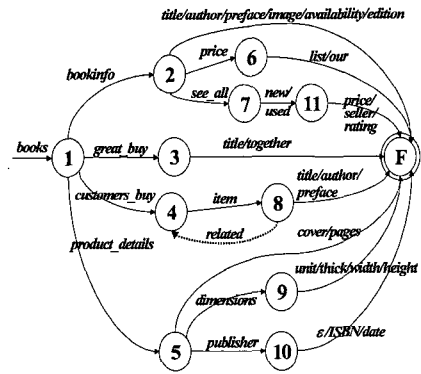 title/author/preface/image/availability/edition
price
6
list/our
bookinfo
2
see_all
7
new/
used
11
price/
seller/
rating
books
1
great_buy
3
title/together
F
customers_buy
4
item
8
title/author/
preface
related
product_details
cover/pages
dimensions
9
unit/thick/width/height
5
publisher
10
ε/ISBN/date